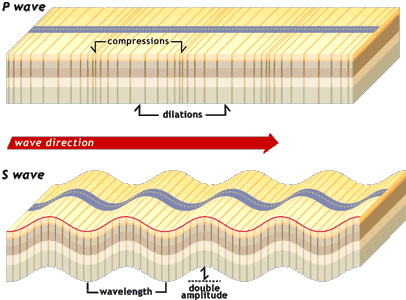 P wave
compressions
dilations
wave direction
S wave
wavelength
double
amplitude